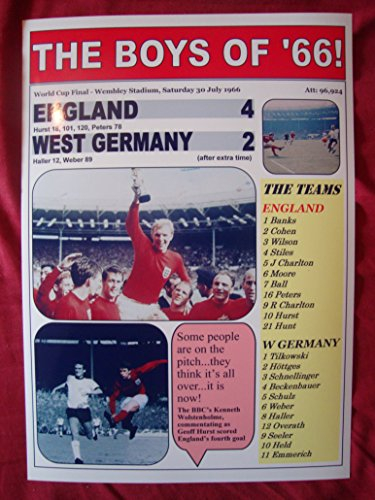 THE BOYS OF '66!
World Cup Final - Wembley Stadium, Saturday 30 July 1966
Att: 96,924
ENGLAND 4
Hurst 18, 101, 120, Peters 78
WEST GERMANY 2
Haller 12, Weber 89
(after extra time)
THE TEAMS
ENGLAND
1 Banks
2 Cohen
3 Wilson
4 Stiles
5 J Charlton
6 Moore
7 Ball
16 Peters
9 R Charlton
10 Hurst
21 Hunt
W GERMANY
1 Tilkowski
2 Höttges
3 Schnellinger
4 Beckenbauer
5 Schulz
6 Weber
8 Haller
12 Overath
9 Seeler
10 Held
11 Emmerich
Some people
are on the
pitch...they
think it's all
over...it is
now!
The BBC's Kenneth
Wolstenholme,
commentating as
Geoff Hurst scored
England's fourth goal